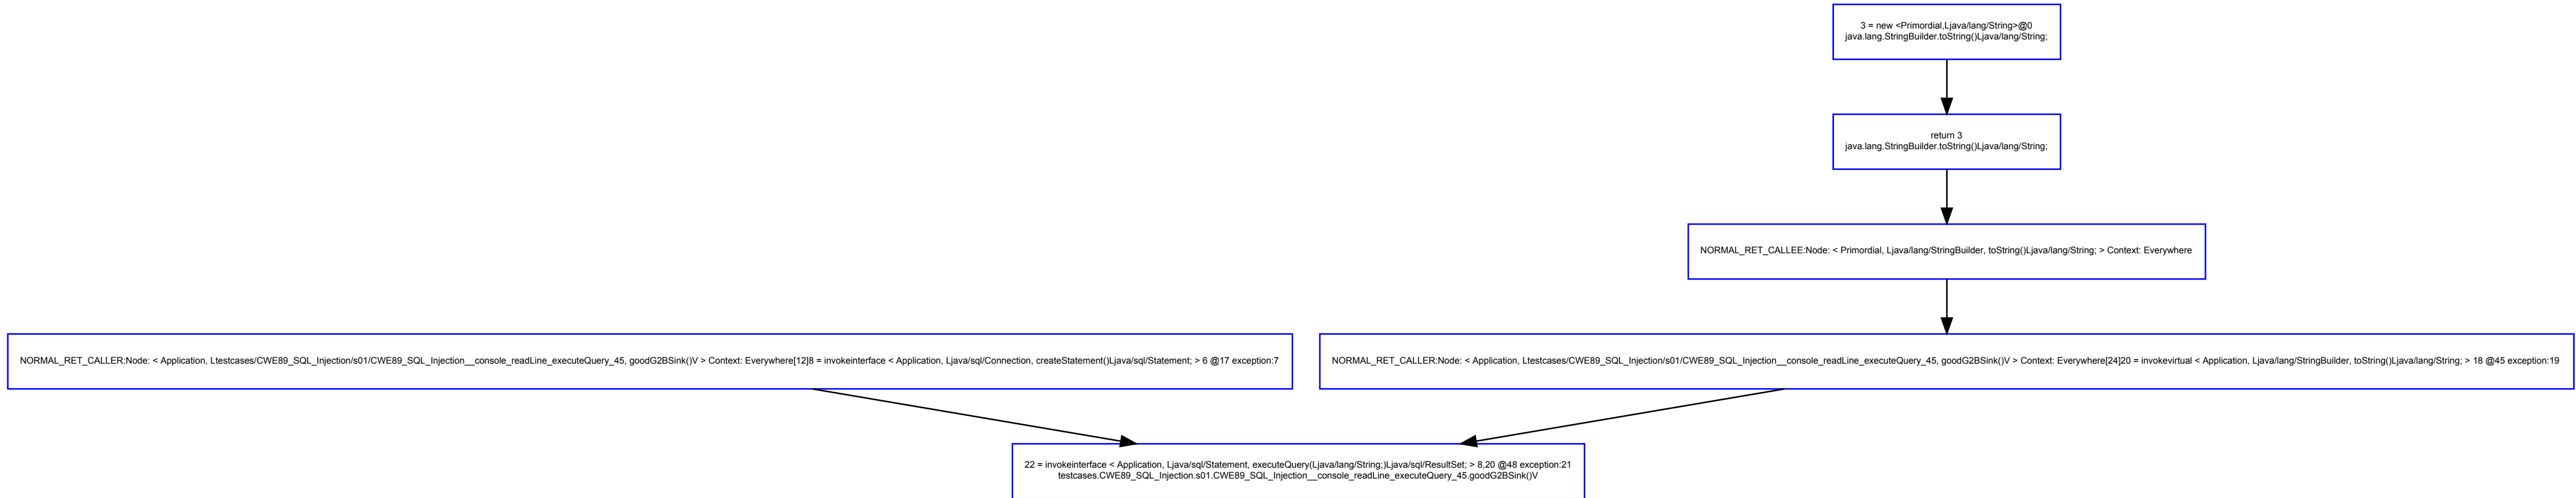 3 = new <Primordial,Ljava/lang/String>@0
java.lang.StringBuilder.toString()Ljava/lang/String;
return 3
java.lang.StringBuilder.toString()Ljava/lang/String;
NORMAL_RET_CALLEE:Node: < Primordial, Ljava/lang/StringBuilder, toString()Ljava/lang/String; > Context: Everywhere
NORMAL_RET_CALLER:Node: < Application, Ltestcases/CWE89_SQL_Injection/s01/CWE89_SQL_Injection__console_readLine_executeQuery_45, goodG2BSink()V > Context: Everywhere[12]8 = invokeinterface < Application, Ljava/sql/Connection, createStatement()Ljava/sql/Statement; > 6 @17 exception:7
NORMAL_RET_CALLER:Node: < Application, Ltestcases/CWE89_SQL_Injection/s01/CWE89_SQL_Injection__console_readLine_executeQuery_45, goodG2BSink()V > Context: Everywhere[24]20 = invokevirtual < Application, Ljava/lang/StringBuilder, toString()Ljava/lang/String; > 18 @45 exception:19
22 = invokeinterface < Application, Ljava/sql/Statement, executeQuery(Ljava/lang/String;)Ljava/sql/ResultSet; > 8,20 @48 exception:21
testcases.CWE89_SQL_Injection.s01.CWE89_SQL_Injection__console_readLine_executeQuery_45.goodG2BSink()V